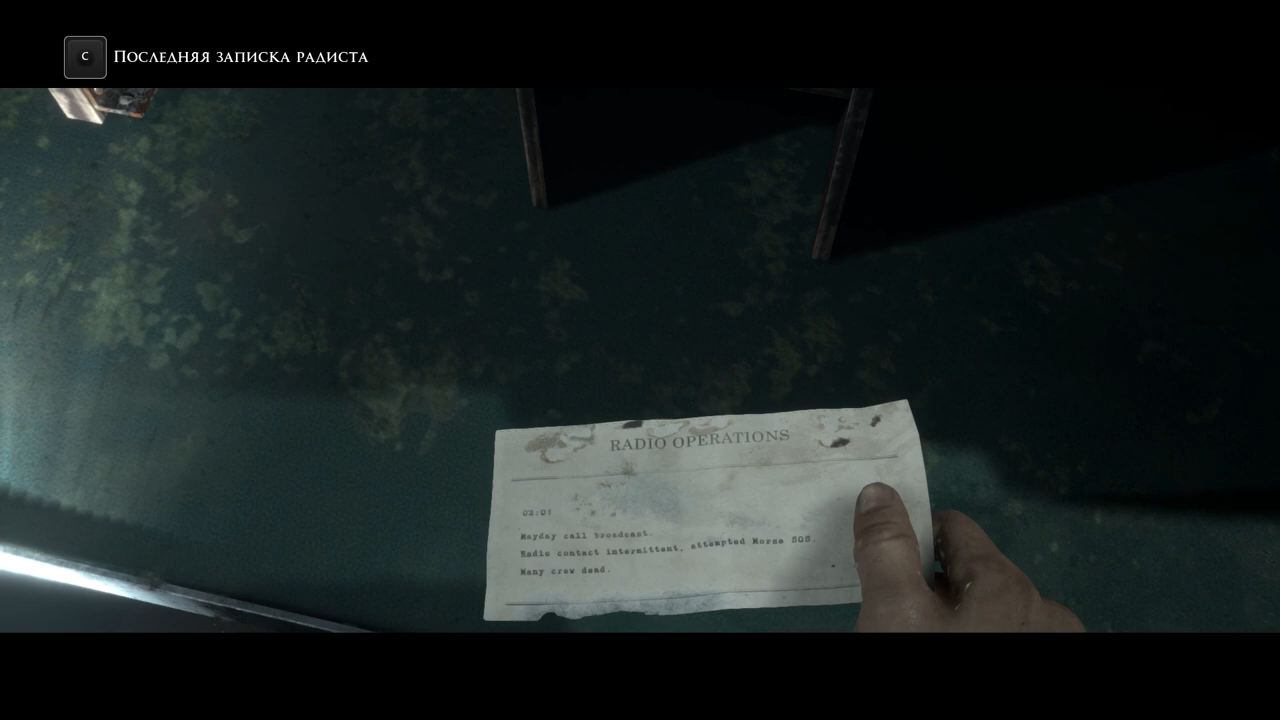 C
Последняя записка радиста
RADIO OPERATIONS
02:01
Mayday call broadcast.
Radio contact intermittent, attempted Morse SOS.
Many crew dead.